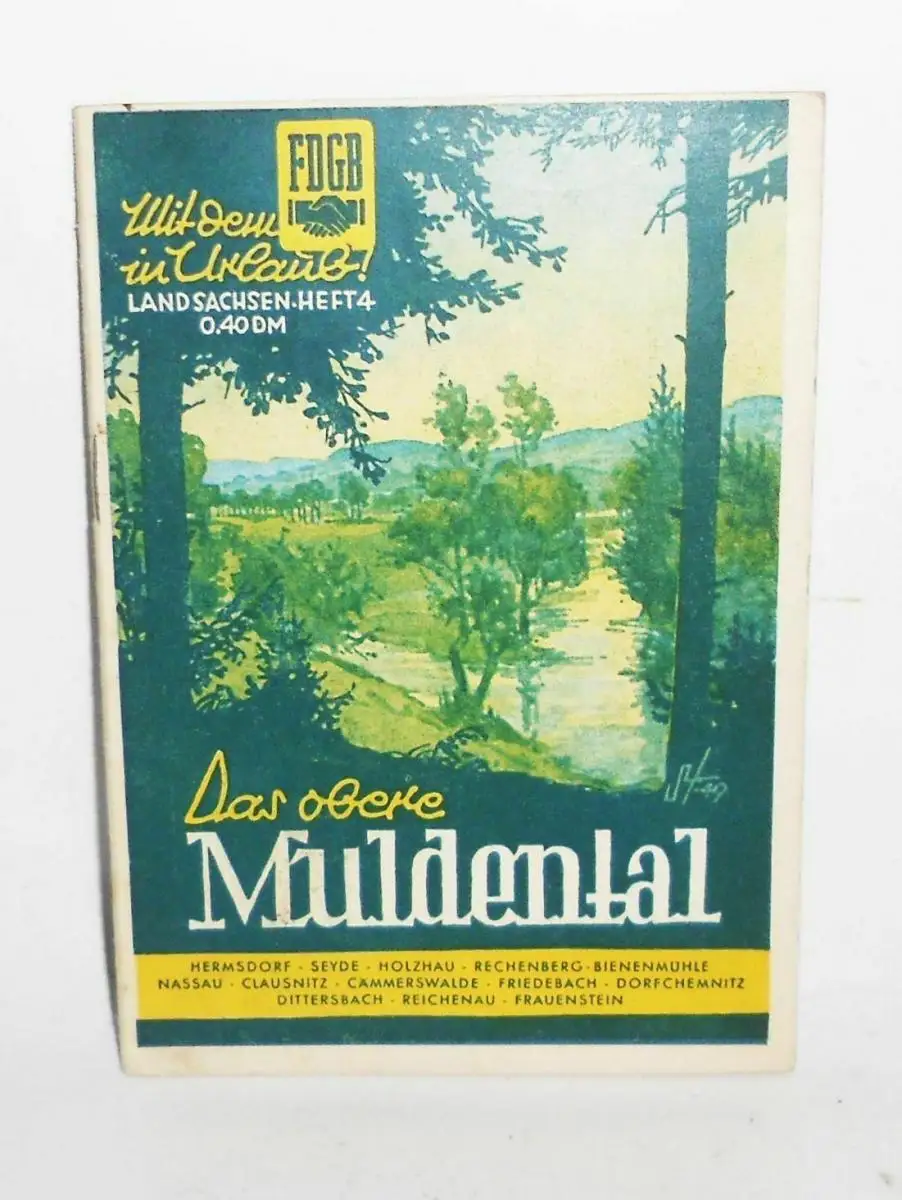 FDGB
Mit dem
in Urlaub!
LAND SACHSEN·HEFT 4
0.40 DM
Das obere
Muldental
HERMSDORF · SEYDE · HOLZHAU · RECHENBERG-BIENENMÜHLE
NASSAU · CLAUSNITZ · CÄMMERSWALDE · FRIEDEBACH · DORFCHEMNITZ
DITTERSBACH · REICHENAU · FRAUENSTEIN